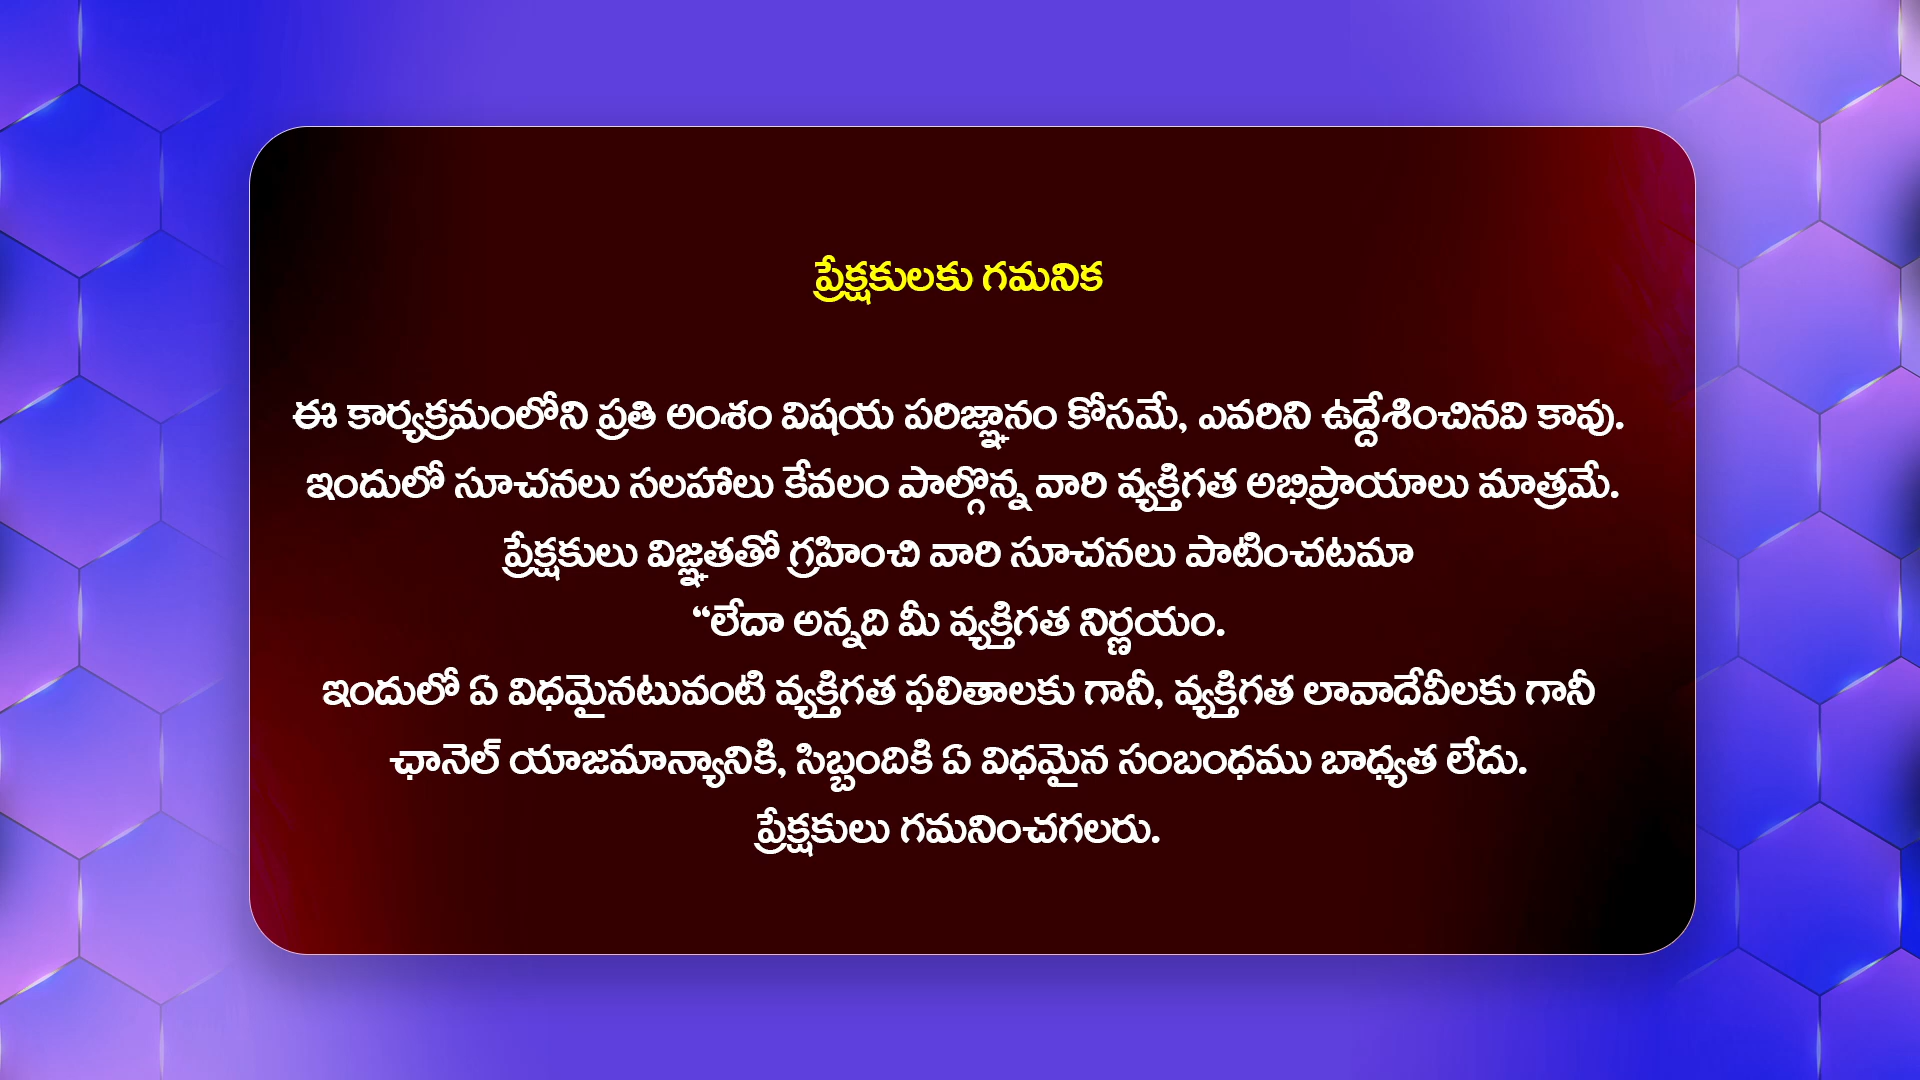 ప్రేక్షకులకు గమనిక
ఈ కార్యక్రమంలోని ప్రతి అంశం విషయ పరిజ్ఞానం కోసమే, ఎవరిని ఉద్దేశించినవి కావు.
ఇందులో సూచనలు సలహాలు కేవలం పాల్గొన్న వారి వ్యక్తిగత అభిప్రాయాలు మాత్రమే.
ప్రేక్షకులు విజ్ఞతతో గ్రహించి వారి సూచనలు పాటించటమా
“లేదా అన్నది మీ వ్యక్తిగత నిర్ణయం.
ఇందులో ఏ విధమైనటువంటి వ్యక్తిగత ఫలితాలకు గానీ, వ్యక్తిగత లావాదేవీలకు గానీ
ఛానెల్ యాజమాన్యానికి, సిబ్బందికి ఏ విధమైన సంబంధము బాధ్యత లేదు.
ప్రేక్షకులు గమనించగలరు.